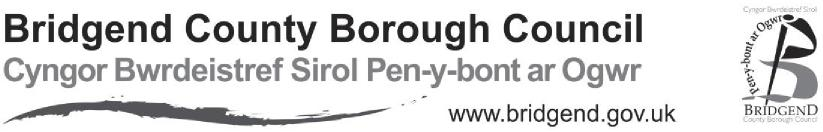 Bridgend County Borough Council
Cyngor Bwrdeistref Sirol Pen-y-bont ar Ogwr
www.bridgend.gov.uk
Cyngor Bwrdeistref Sirol
Pen-y-bont ar Ogwr
BRIDGEND
County Borough Council